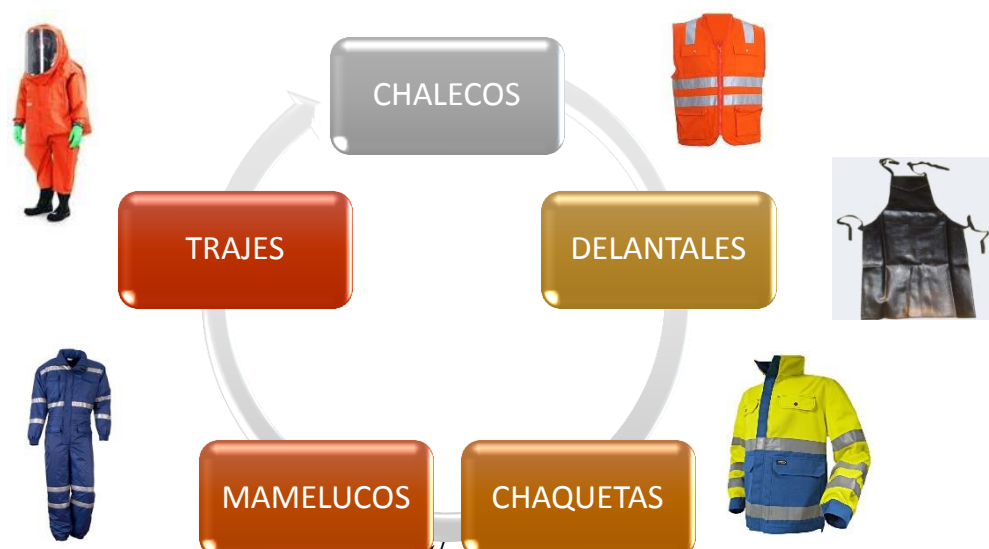 CHALECOS
TRAJES
DELANTALES
MAMELUCOS
CHAQUETAS